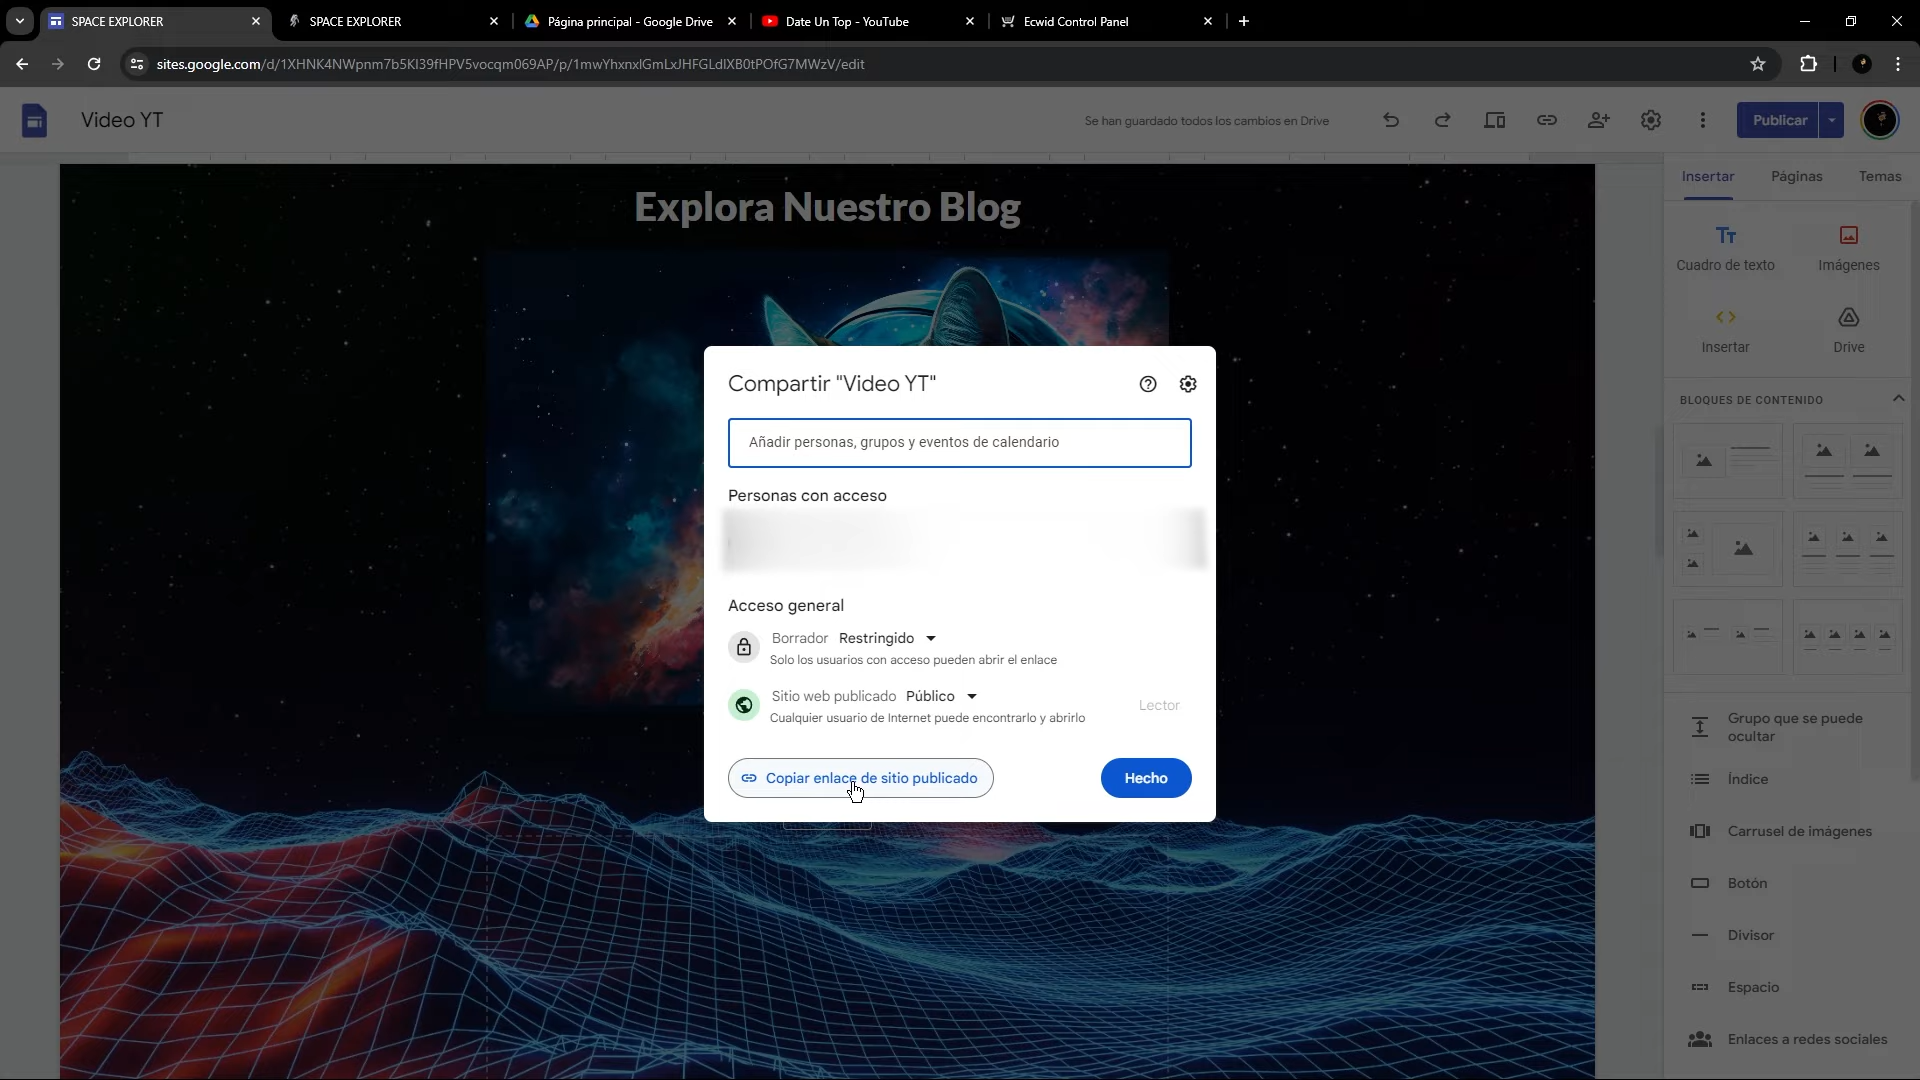 SPACE EXPLORER
SPACE EXPLORER
Página principal - Google Drive
Date Un Top - YouTube
Ecwid Control Panel
sites.google.com/d/1XHNK4NWpnm7b5KI39fHPV5vocqm069AP/p/1mwYhxnxlGmLxJHFGLdlXB0tPOfG7MWzV/edit
Video YT
Se han guardado todos los cambios en Drive
Publicar
Insertar
Páginas
Temas
Explora Nuestro Blog
Tт
Cuadro de texto
Imágenes
Insertar
Drive
BLOQUES DE CONTENIDO
Compartir "Video YT"
Añadir personas, grupos y eventos de calendario
Personas con acceso
Acceso general
Borrador Restringido
Solo los usuarios con acceso pueden abrir el enlace
Sitio web publicado Público
Cualquier usuario de Internet puede encontrarlo y abrirlo
Lector
Copiar enlace de sitio publicado
Hecho
Grupo que se puede
ocultar
Índice
Carrusel de imágenes
Botón
Divisor
Espacio
Enlaces a redes sociales